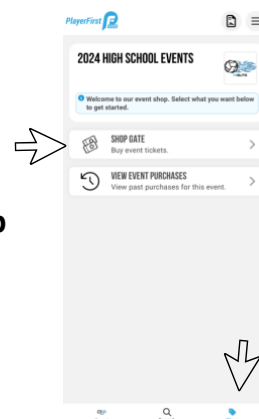 PlayerFirst
2024 HIGH SCHOOL EVENTS
Welcome to our event shop. Select what you want below
to get started.
SHOP GATE
Buy event tickets.
VIEW EVENT PURCHASES
View past purchases for this event.